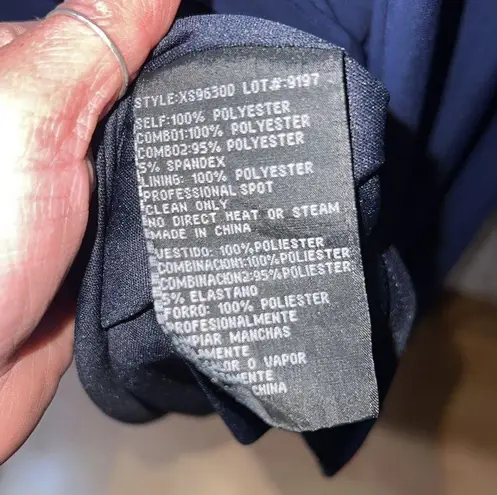 STYLE:XS96300 LOT#:9197
SELF:100% POLYESTER
COMBO1:100% POLYESTER
COMBO2:95% POLYESTER
5% SPANDEX
LINING: 100% POLYESTER
PROFESSIONAL SPOT
CLEAN ONLY
NO DIRECT HEAT OR STEAM
MADE IN CHINA
VESTIDO: 100%POLIESTER
COMBINACION1:100%POLIESTER
COMBINACION2:95%POLIESTER
5% ELASTANO
FORRO: 100% POLIESTER
PROFESIONALMENTE
MANCHAS
O VAPOR
CHINA